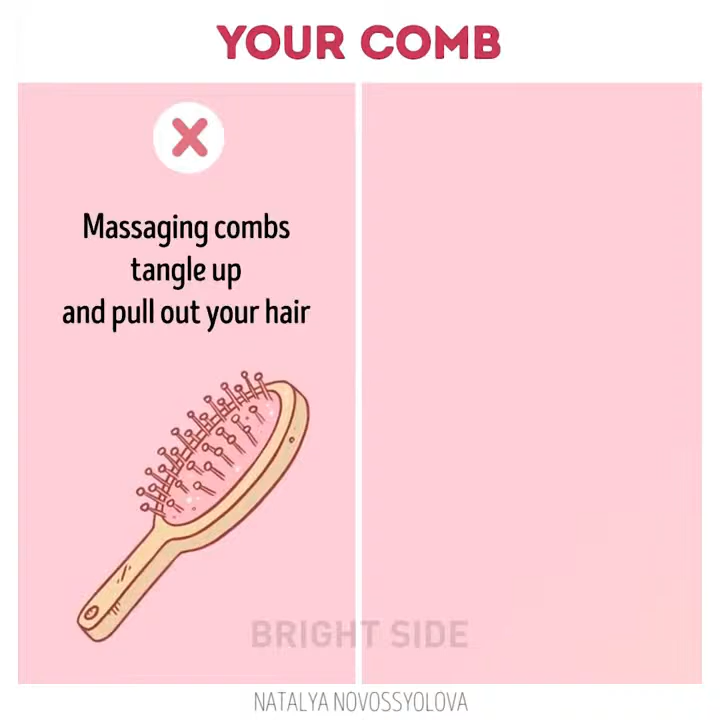 YOUR COMB
Massaging combs
tangle up
and pull out your hair
BRIGHT SIDE
NATALYA NOVOSSYOLOVA